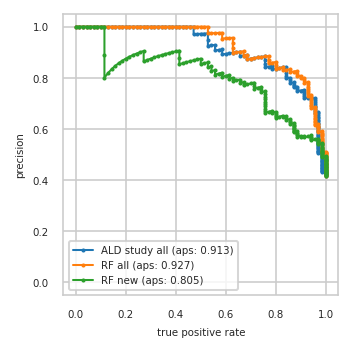 1.0
0.8
0.6
0.4
0.2
0.0
precision
ALD study all (aps: 0.913)
RF all (aps: 0.927)
RF new (aps: 0.805)
0.0 0.2 0.4 0.6 0.8 1.0
true positive rate